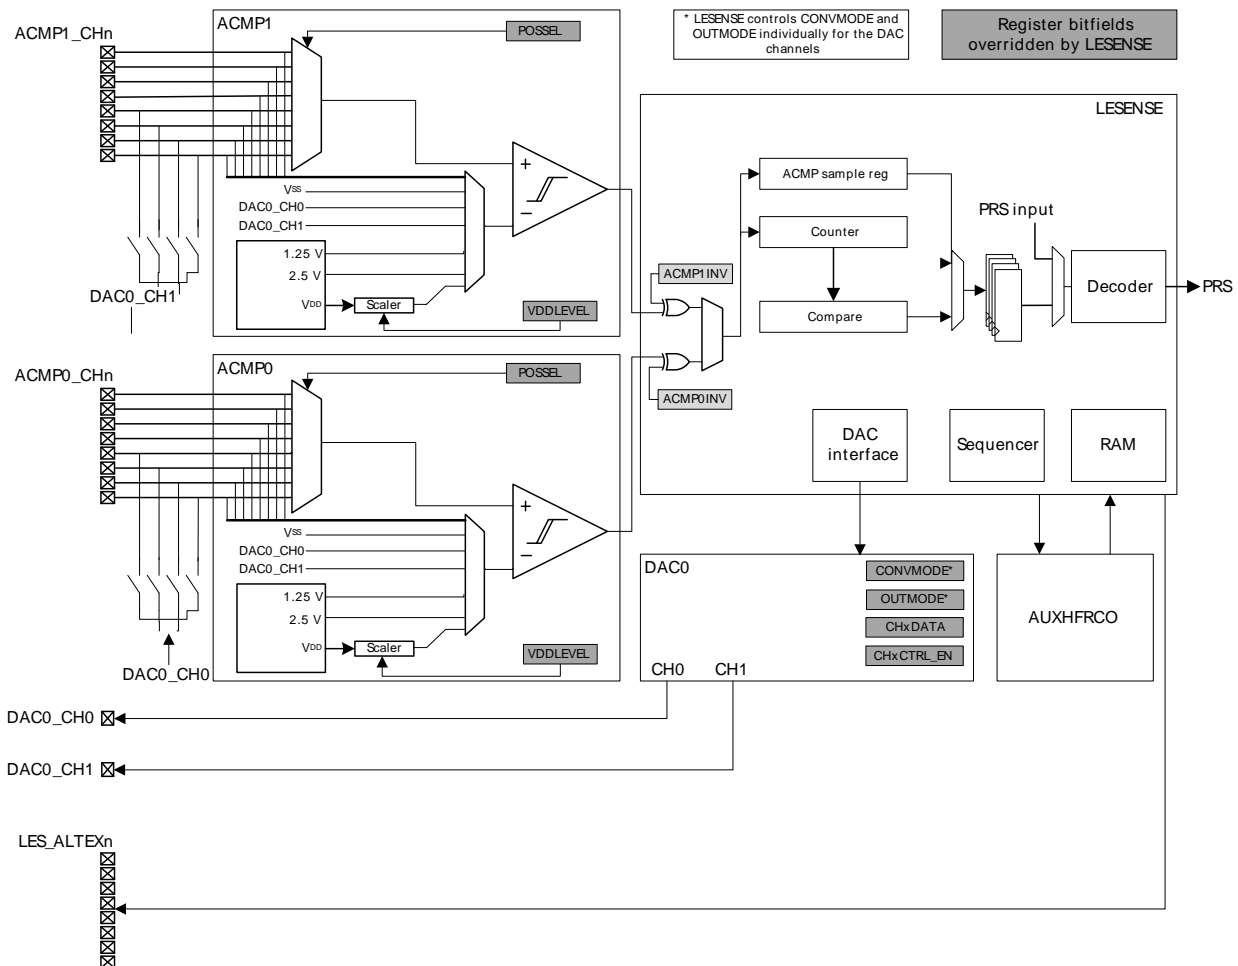 ACMP1_CHn
ACMP1
POSSEL
* LESENSE controls CONVMODE and
OUTMODE individually for the DAC
channels
Register bitfields
overridden by LESENSE
LESENSE
VSS
DAC0_CH0
DAC0_CH1
1.25 V
2.5 V
VDD
Scaler
VDDLEVEL
+
−
DAC0_CH1
ACMP sample reg
Counter
Compare
PRS input
Decoder
PRS
ACMP1INV
ACMP0INV
DAC
interface
Sequencer
RAM
ACMP0_CHn
ACMP0
POSSEL
VSS
DAC0_CH0
DAC0_CH1
1.25 V
2.5 V
VDD
Scaler
VDDLEVEL
+
−
DAC0_CH0
DAC0
CONVMODE*
OUTMODE*
CHxDATA
CHxCTRL_EN
CH0
CH1
AUXHFRCO
DAC0_CH0
DAC0_CH1
LES_ALTEXn